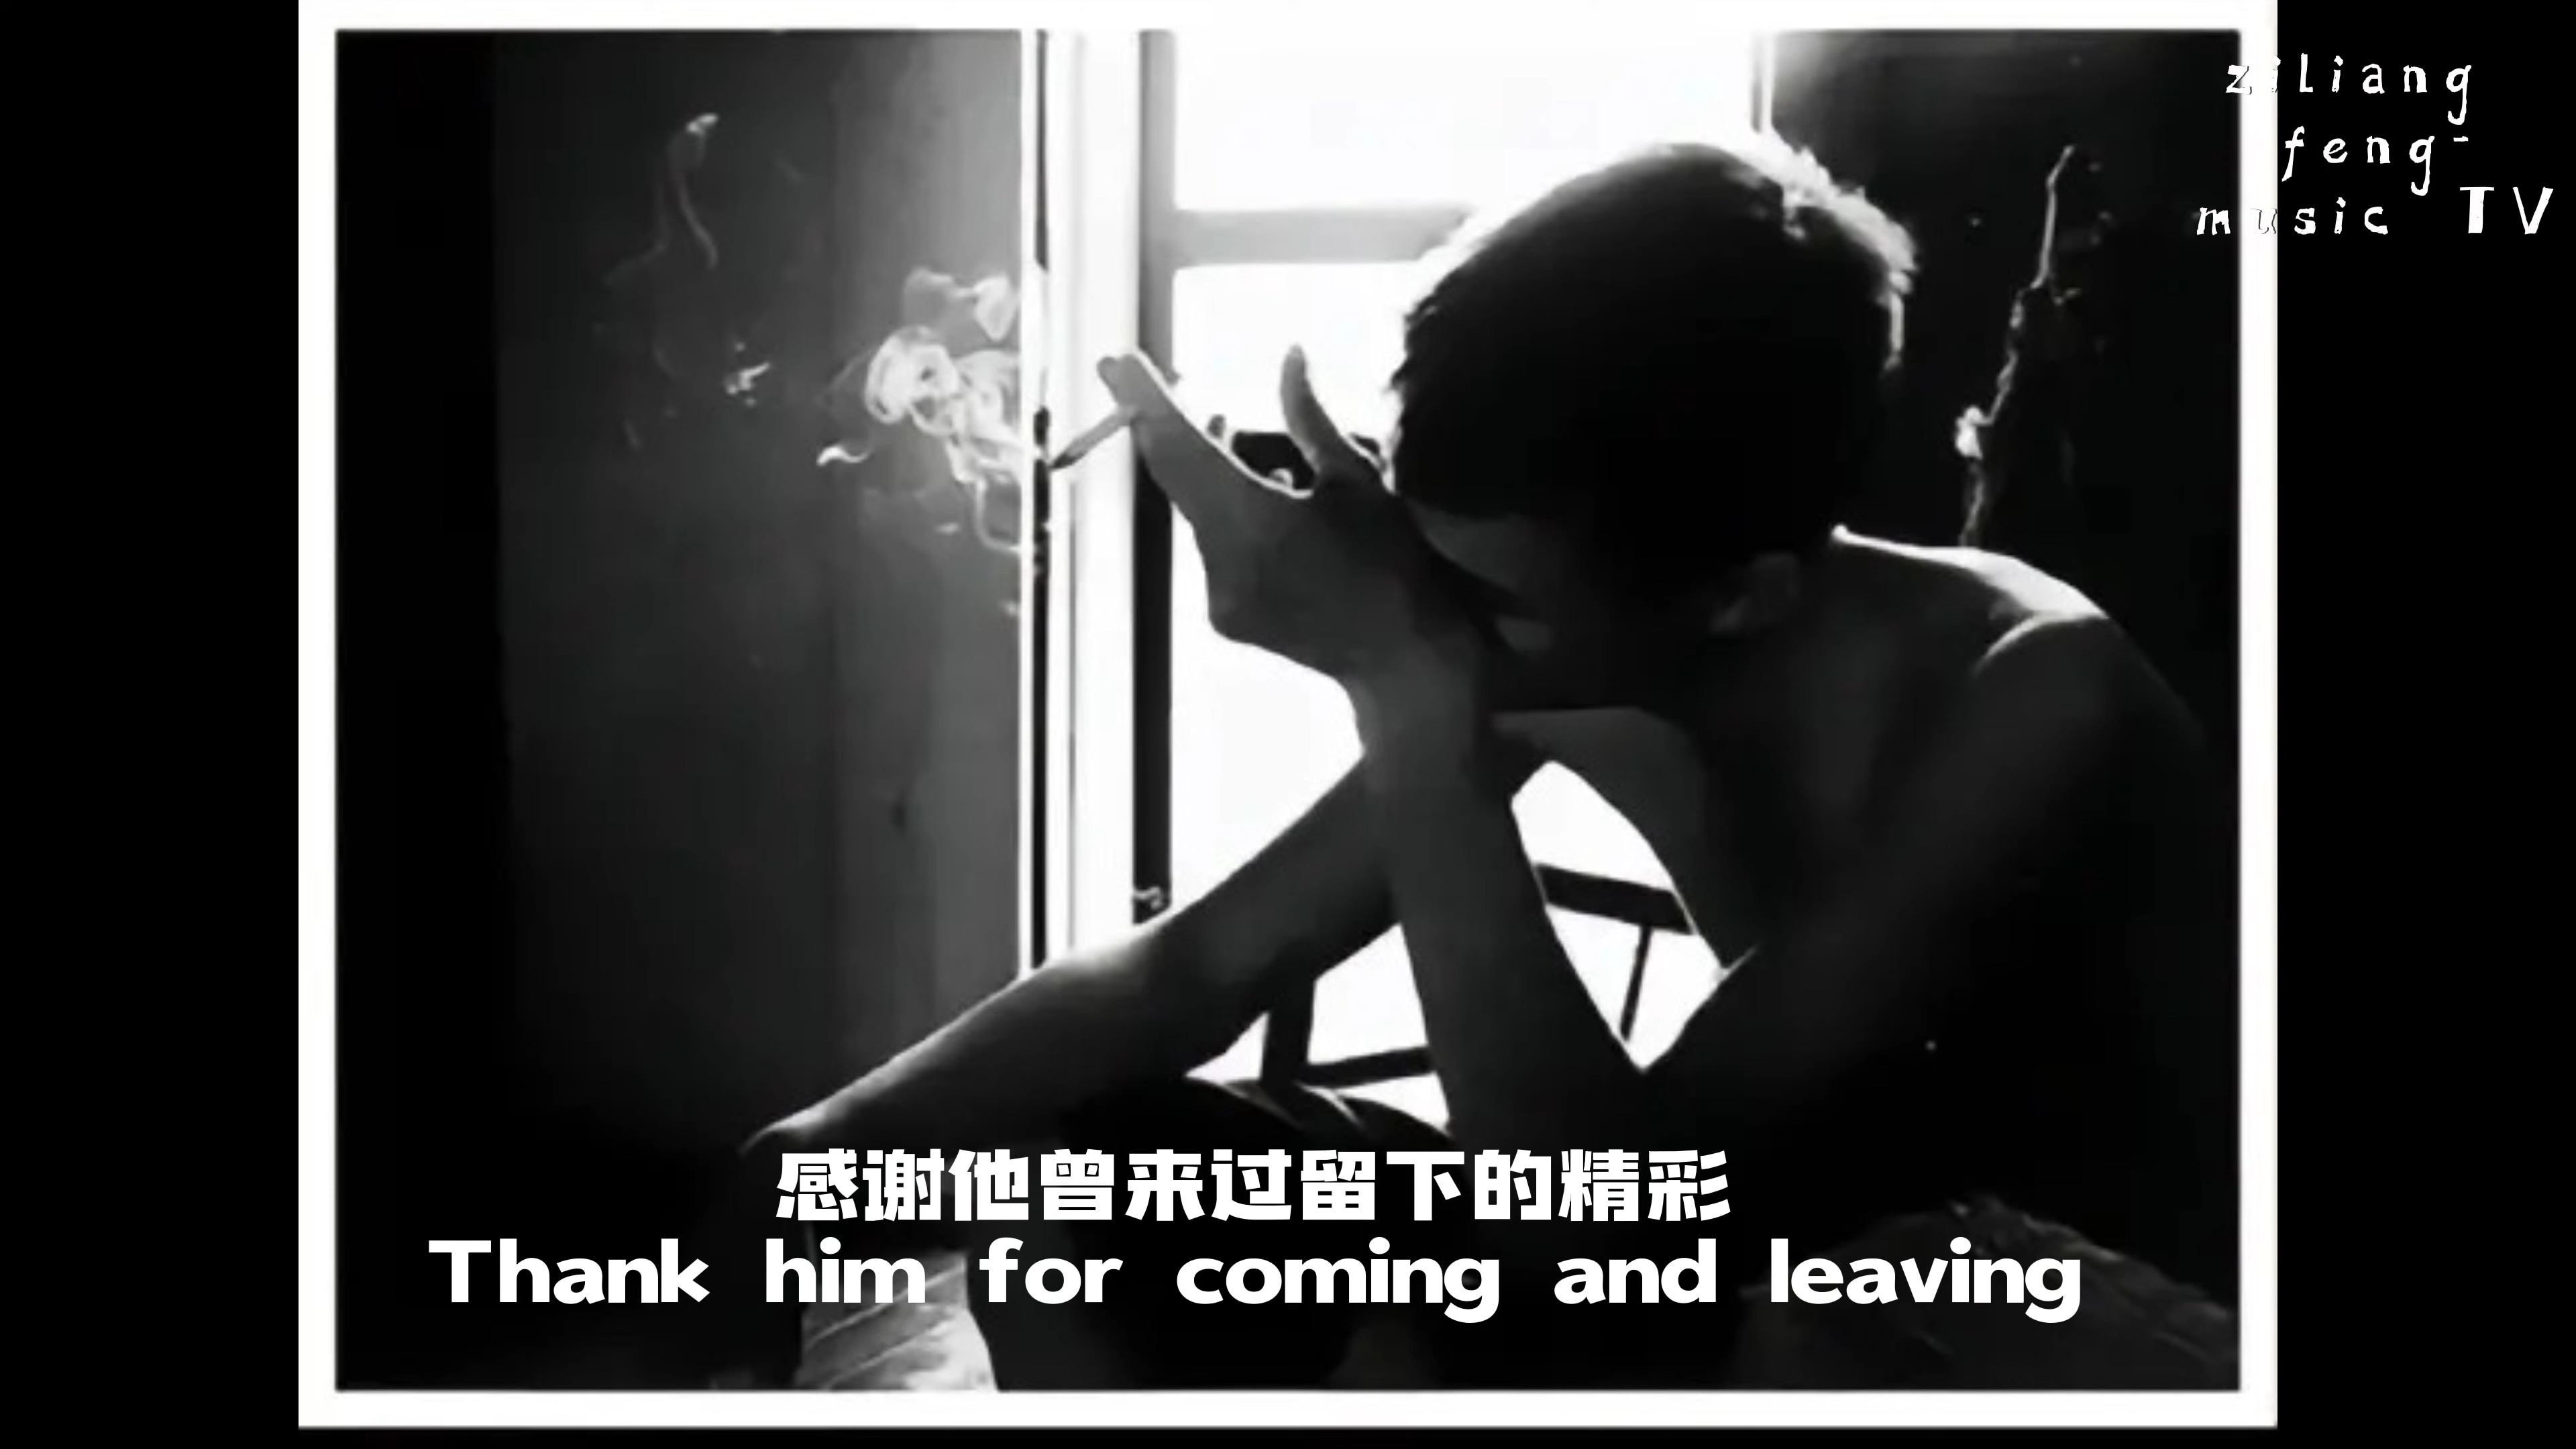 ziliang
feng-
music TV
感谢他曾来过留下的精彩
Thank him for coming and leaving